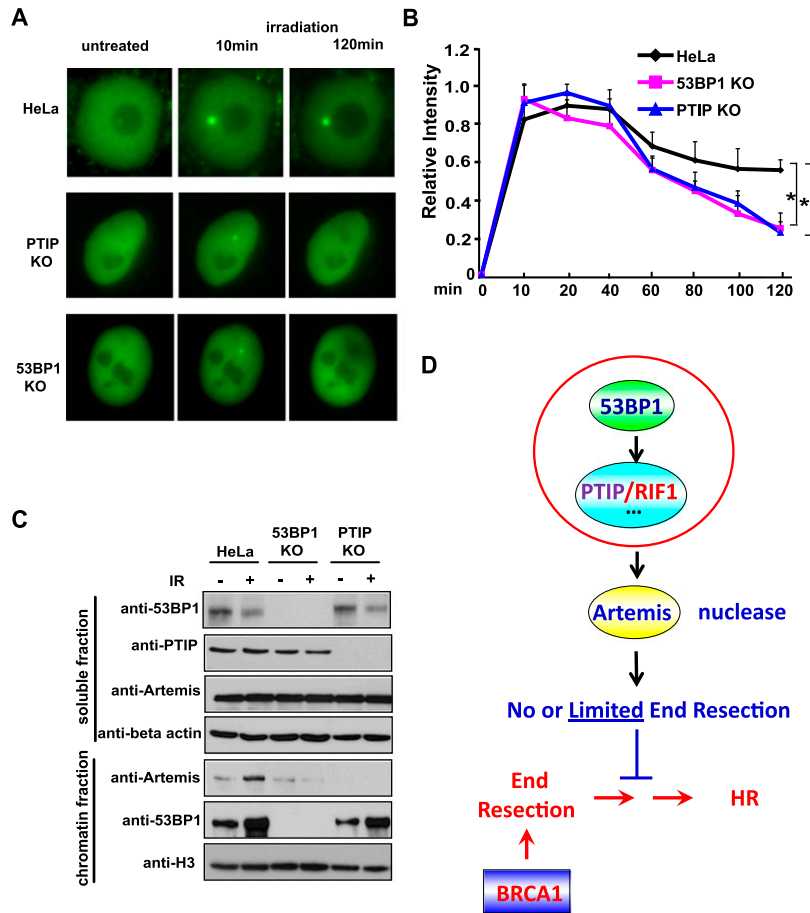 A
irradiation
untreated
10min
120min
HeLa
PTIP
KO
53BP1
KO
B
Relative Intensity
1.2
1.0
0.8
0.6
0.4
0.2
0
min
0
10
20
40
60
80
100
120
HeLa
53BP1 KO
PTIP KO
*
*
C
HeLa
53BP1
KO
PTIP
KO
IR
- + - + - +
soluble fraction
anti-53BP1
anti-PTIP
anti-Artemis
anti-beta actin
chromatin fraction
anti-Artemis
anti-53BP1
anti-H3
D
53BP1
PTIP/RIF1
...
Artemis nuclease
No or Limited End Resection
End
Resection
HR
BRCA1